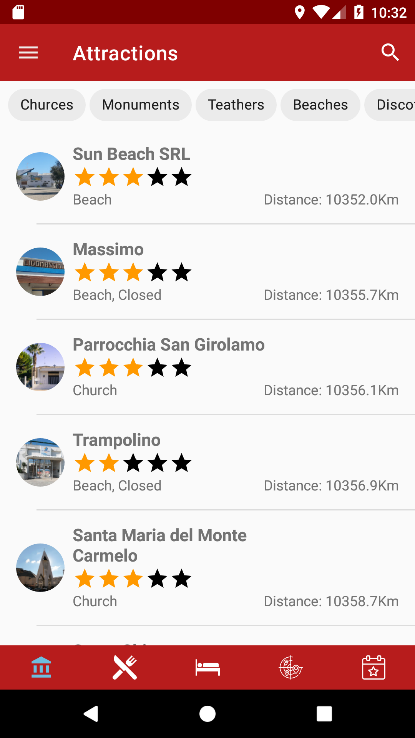 10:32
Attractions
Churces Monuments Teathers Beaches Disco
Sun Beach SRL
Beach Distance: 10352.0Km
Massimo
Beach, Closed Distance: 10355.7Km
Parrocchia San Girolamo
Church Distance: 10356.1Km
Trampolino
Beach, Closed Distance: 10356.9Km
Santa Maria del Monte
Carmelo
Church Distance: 10358.7Km